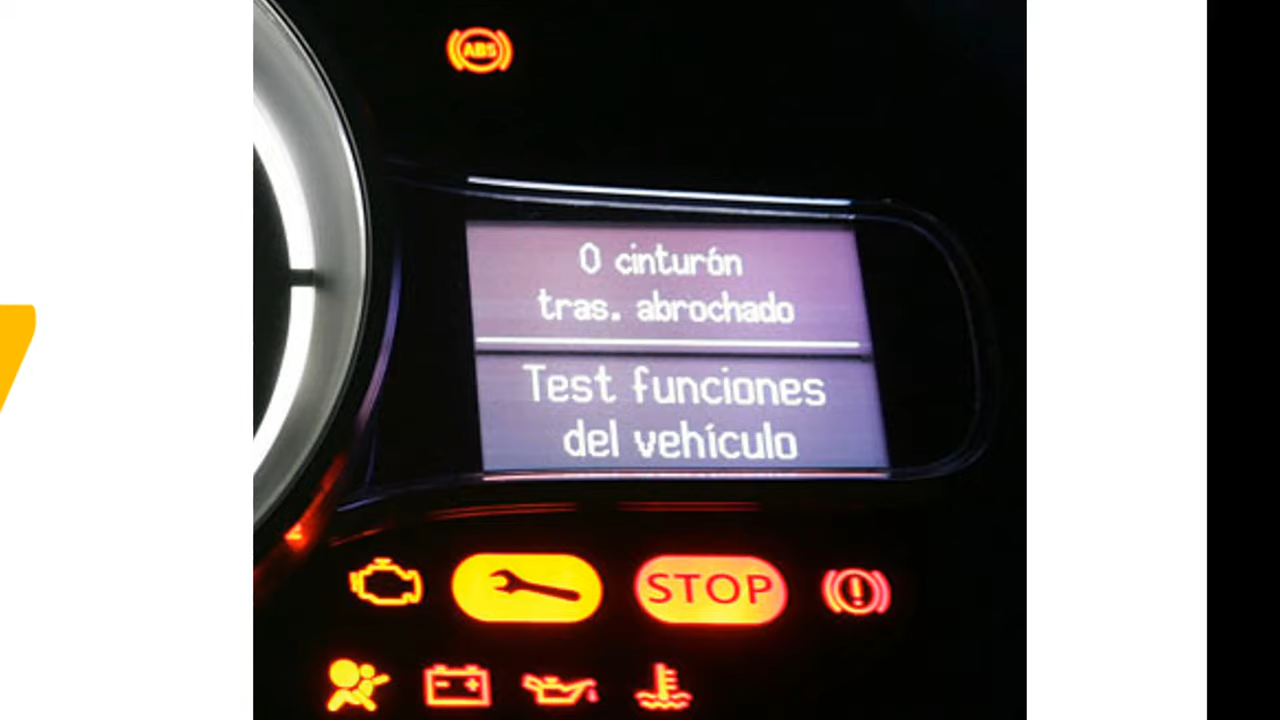 ABS
0 cinturón
tras. abrochado
Test funciones
del vehículo
STOP